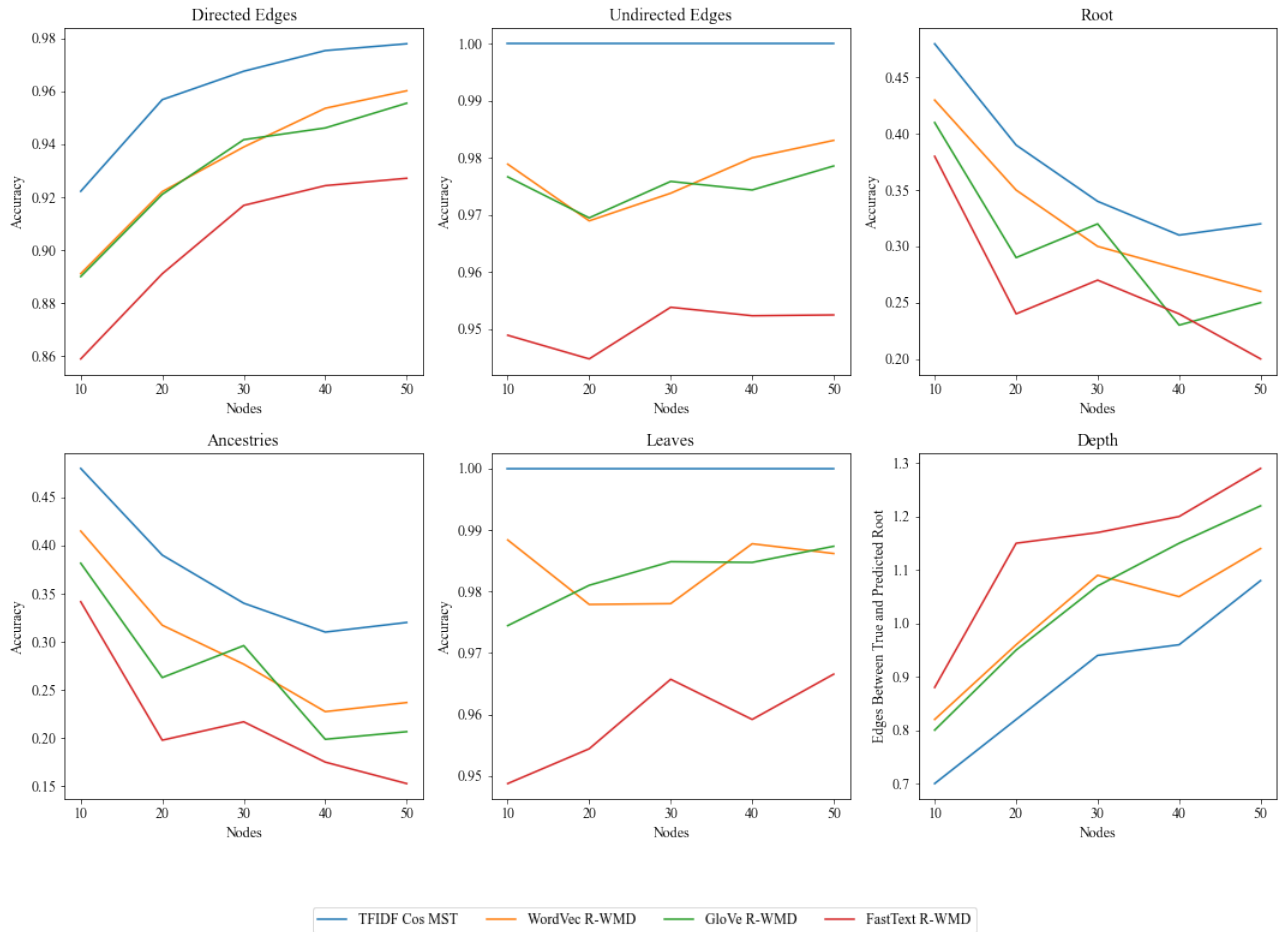 Directed Edges
0.98
0.96
0.94
0.92
0.90
0.88
0.86
Accuracy
10 20 30 40 50
Nodes
Undirected Edges
1.00
0.99
0.98
0.97
0.96
0.95
Accuracy
10 20 30 40 50
Nodes
Root
0.45
0.40
0.35
0.30
0.25
0.20
Accuracy
10 20 30 40 50
Nodes
Ancestries
0.45
0.40
0.35
0.30
0.25
0.20
0.15
Accuracy
10 20 30 40 50
Nodes
Leaves
1.00
0.99
0.98
0.97
0.96
0.95
Accuracy
10 20 30 40 50
Nodes
Depth
1.3
1.2
1.1
1.0
0.9
0.8
0.7
Edges Between True and Predicted Root
10 20 30 40 50
Nodes
TFIDF Cos MST WordVec R-WMD GloVe R-WMD FastText R-WMD